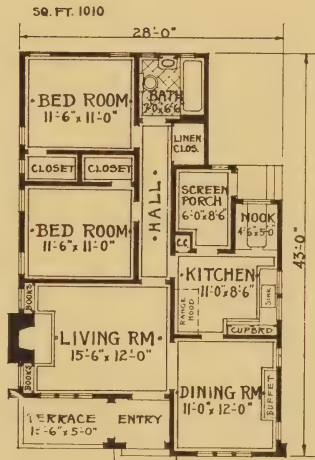 SQ. FT. 1010
28'-0"
BED ROOM
11'-6" x 11'-0"
BATH
7'-0" x 6'-6"
LINEN
CLOS.
CLOSET
CLOSET
HALL
SCREEN
PORCH
6'-0" x 8'-6"
NOOK
4'-6" x 5'-0"
43'-0"
BED ROOM
11'-6" x 11'-0"
C.C.
KITCHEN
11'-0" x 8'-6"
SINK
RANGE
HOOD
CUPBRD
BOOKS
LIVING RM
15'-6" x 12'-0"
BOOKS
DINING RM
11'-0" x 12'-0"
BUFFET
TERRACE
x 5'-0"
ENTRY